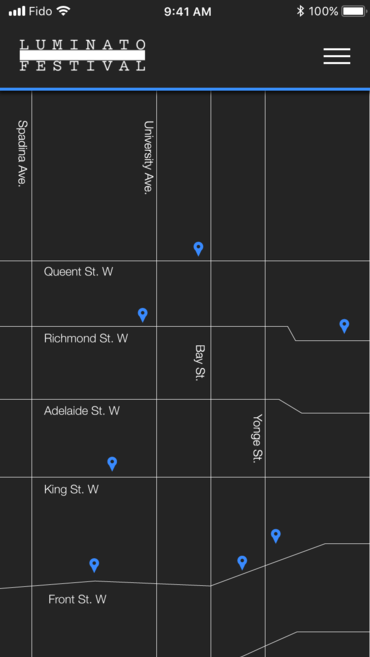 Fido 9:41 AM 100%
LUMINATO
FESTIVAL
Spadina Ave.
University Ave.
Queent St. W
Richmond St. W
Bay St.
Adelaide St. W
Yonge St.
King St. W
Front St. W